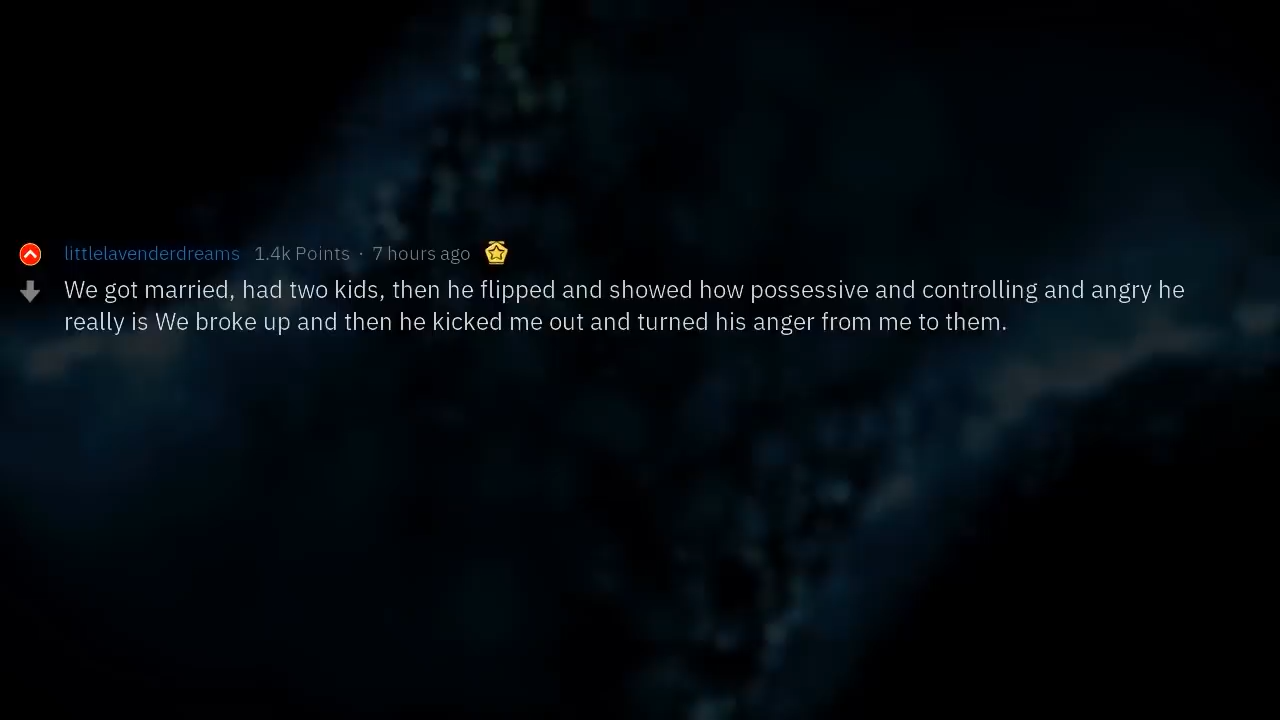 littlelavenderdreams 1.4k Points · 7 hours ago
We got married, had two kids, then he flipped and showed how possessive and controlling and angry he
really is We broke up and then he kicked me out and turned his anger from me to them.